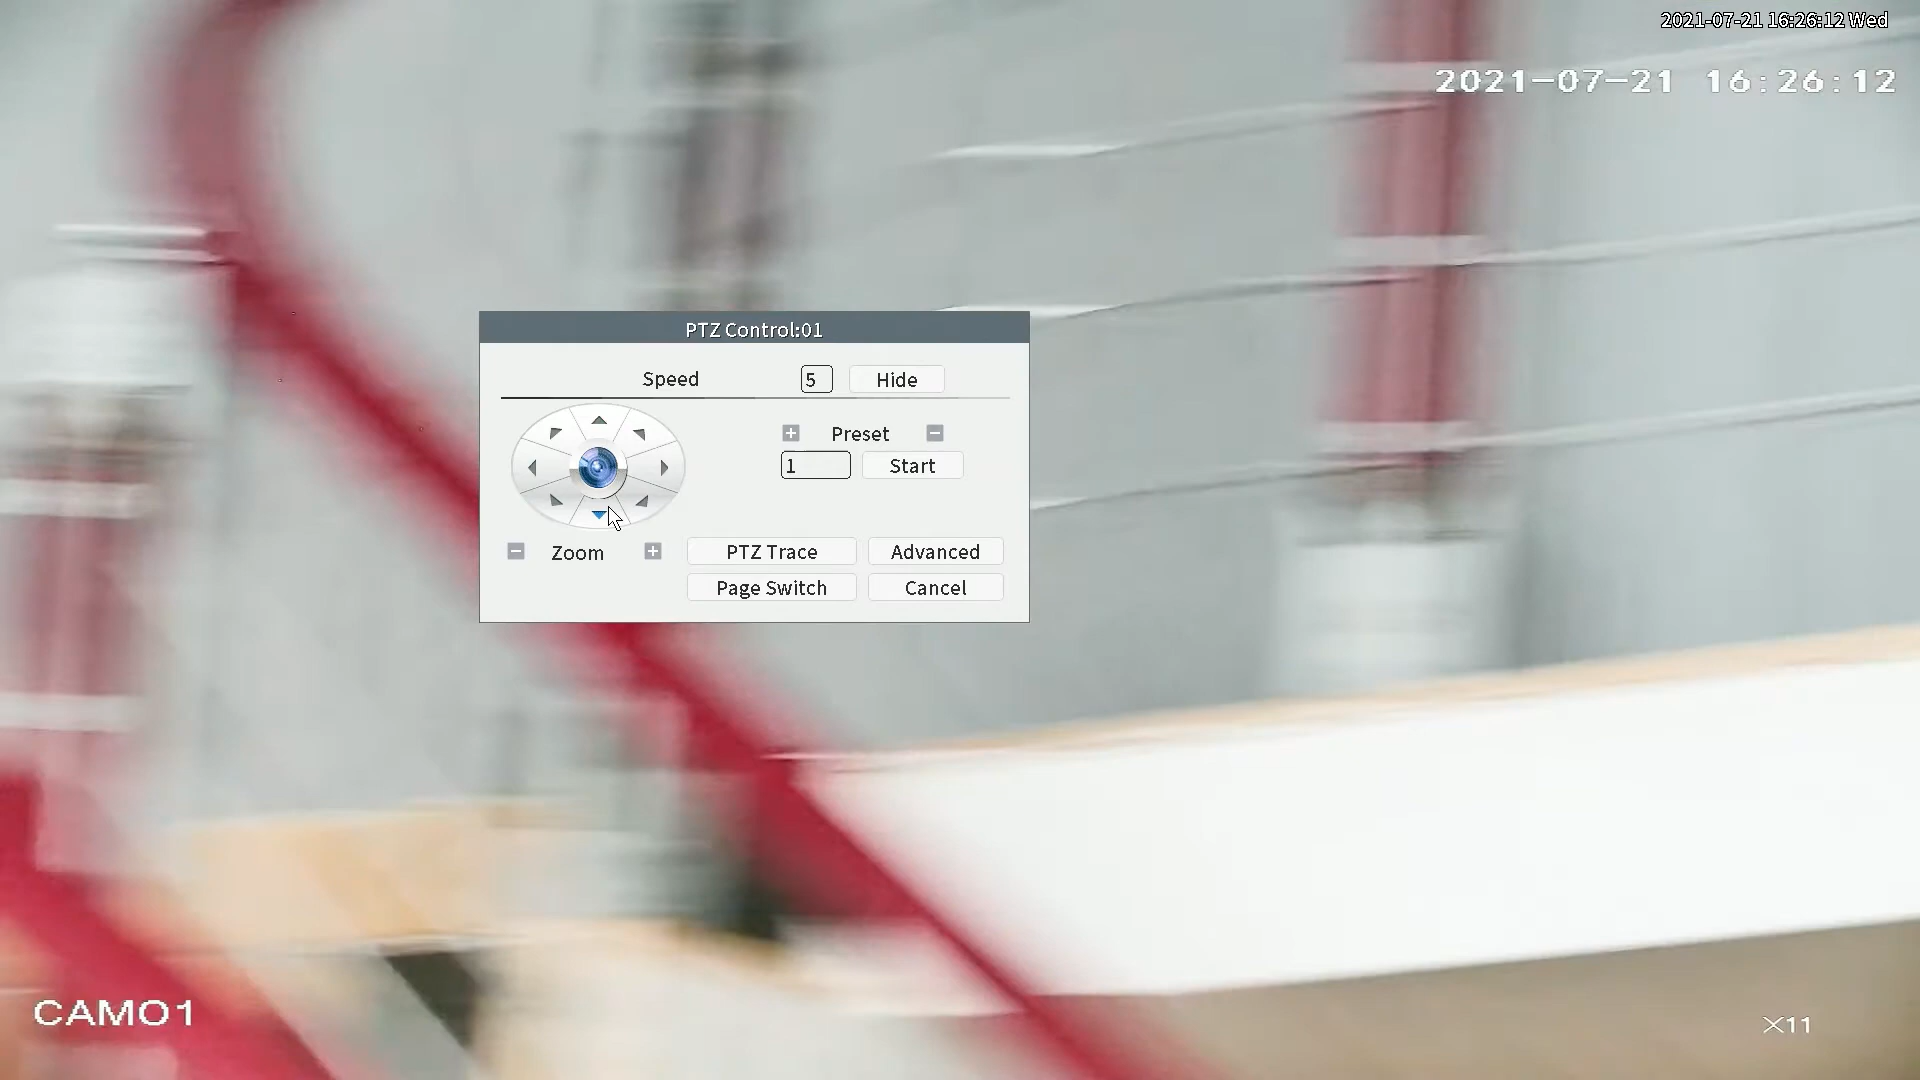 2021-07-21 16:26:12 Wed
2021-07-21 16:26:12
PTZ Control:01
Speed 5 Hide
Preset
1 Start
Zoom PTZ Trace Advanced
Page Switch Cancel
CAM01
X11